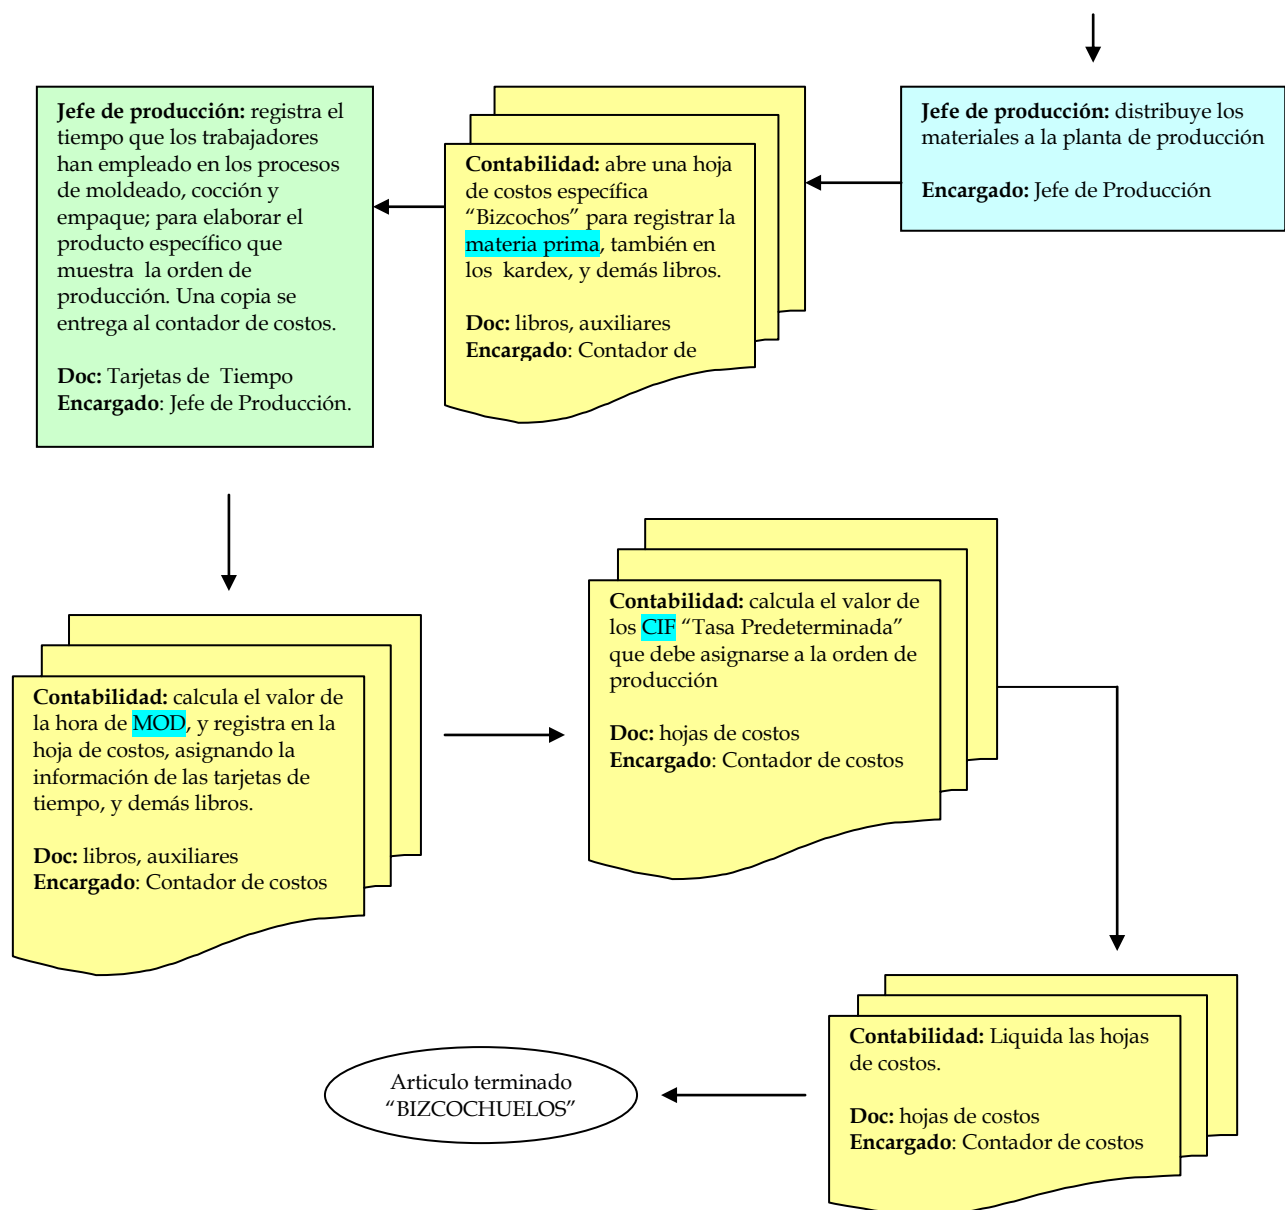 Jefe de producción: distribuye los
materiales a la planta de producción
Encargado: Jefe de Producción
Contabilidad: abre una hoja
de costos específica
“Bizcochos” para registrar la
materia prima, también en
los kardex, y demás libros.
Doc: libros, auxiliares
Encargado: Contador de
Jefe de producción: registra el
tiempo que los trabajadores
han empleado en los procesos
de moldeado, cocción y
empaque; para elaborar el
producto específico que
muestra la orden de
producción. Una copia se
entrega al contador de costos.
Doc: Tarjetas de Tiempo
Encargado: Jefe de Producción.
Contabilidad: calcula el valor de
la hora de MOD, y registra en la
hoja de costos, asignando la
información de las tarjetas de
tiempo, y demás libros.
Doc: libros, auxiliares
Encargado: Contador de costos
Contabilidad: calcula el valor de
los CIF “Tasa Predeterminada”
que debe asignarse a la orden de
producción
Doc: hojas de costos
Encargado: Contador de costos
Contabilidad: Liquida las hojas
de costos.
Doc: hojas de costos
Encargado: Contador de costos
Articulo terminado
“BIZCOCHUELOS”